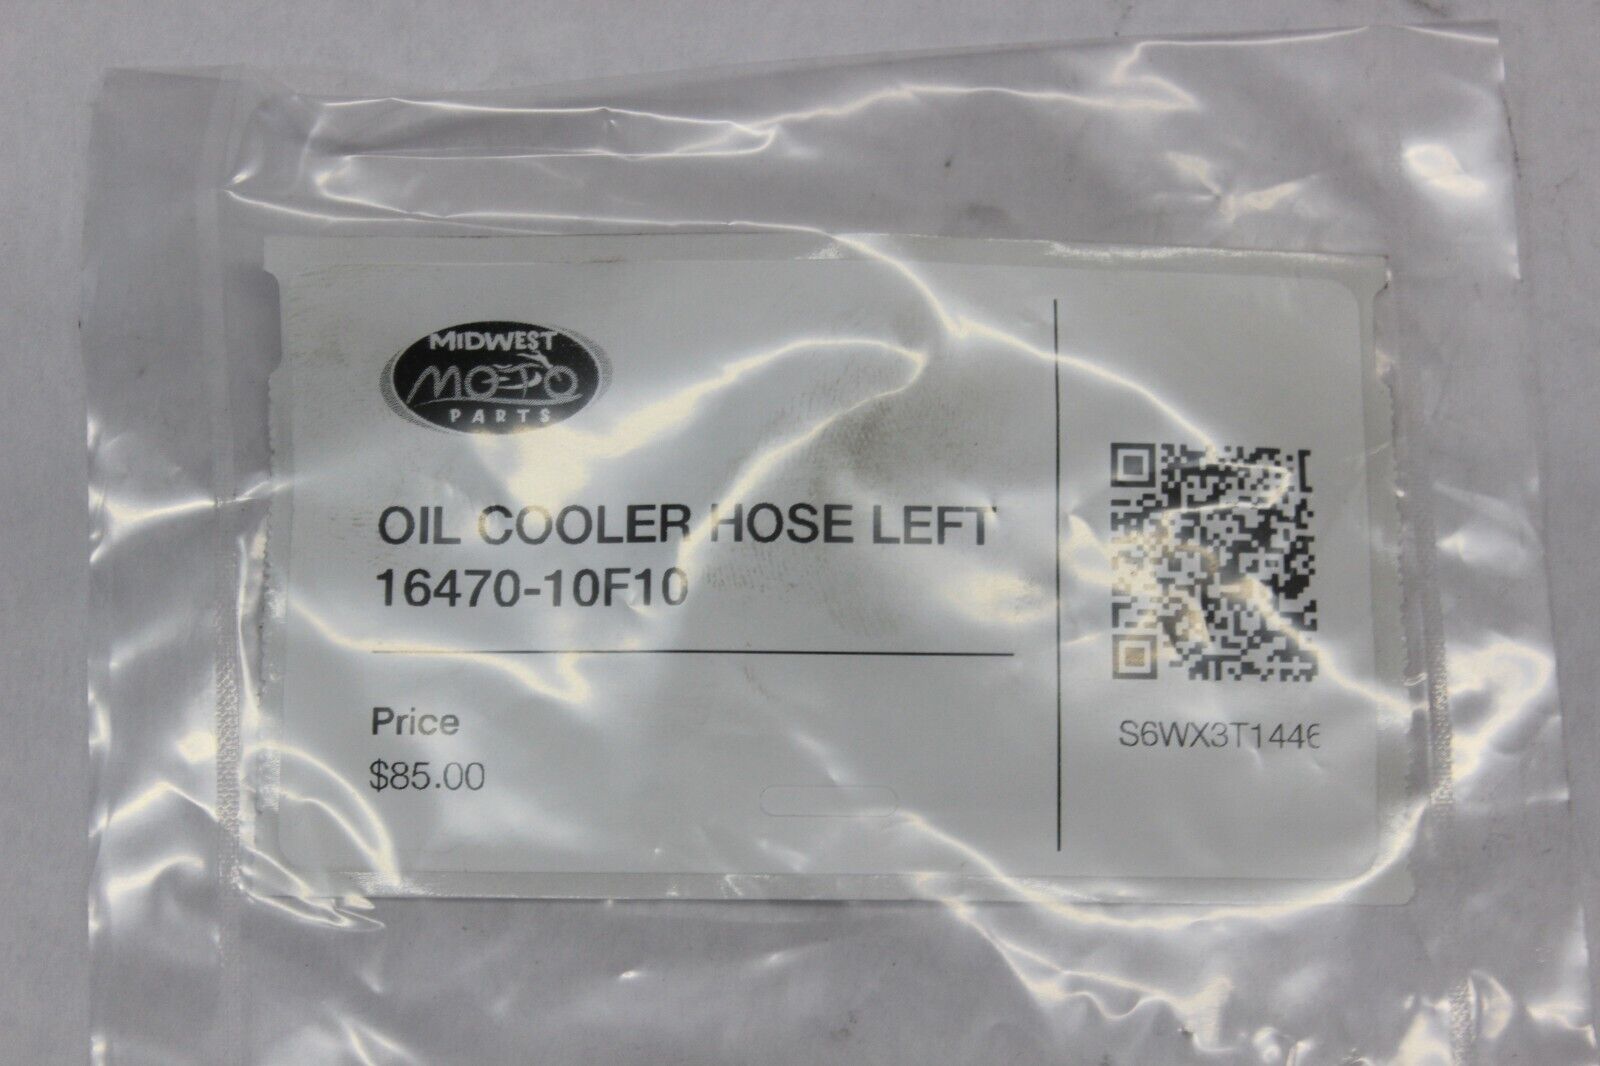 MIDWEST
MOTO
PARTS
OIL COOLER HOSE LEFT
16470-10F10
Price
$85.00
S6WX3T1446